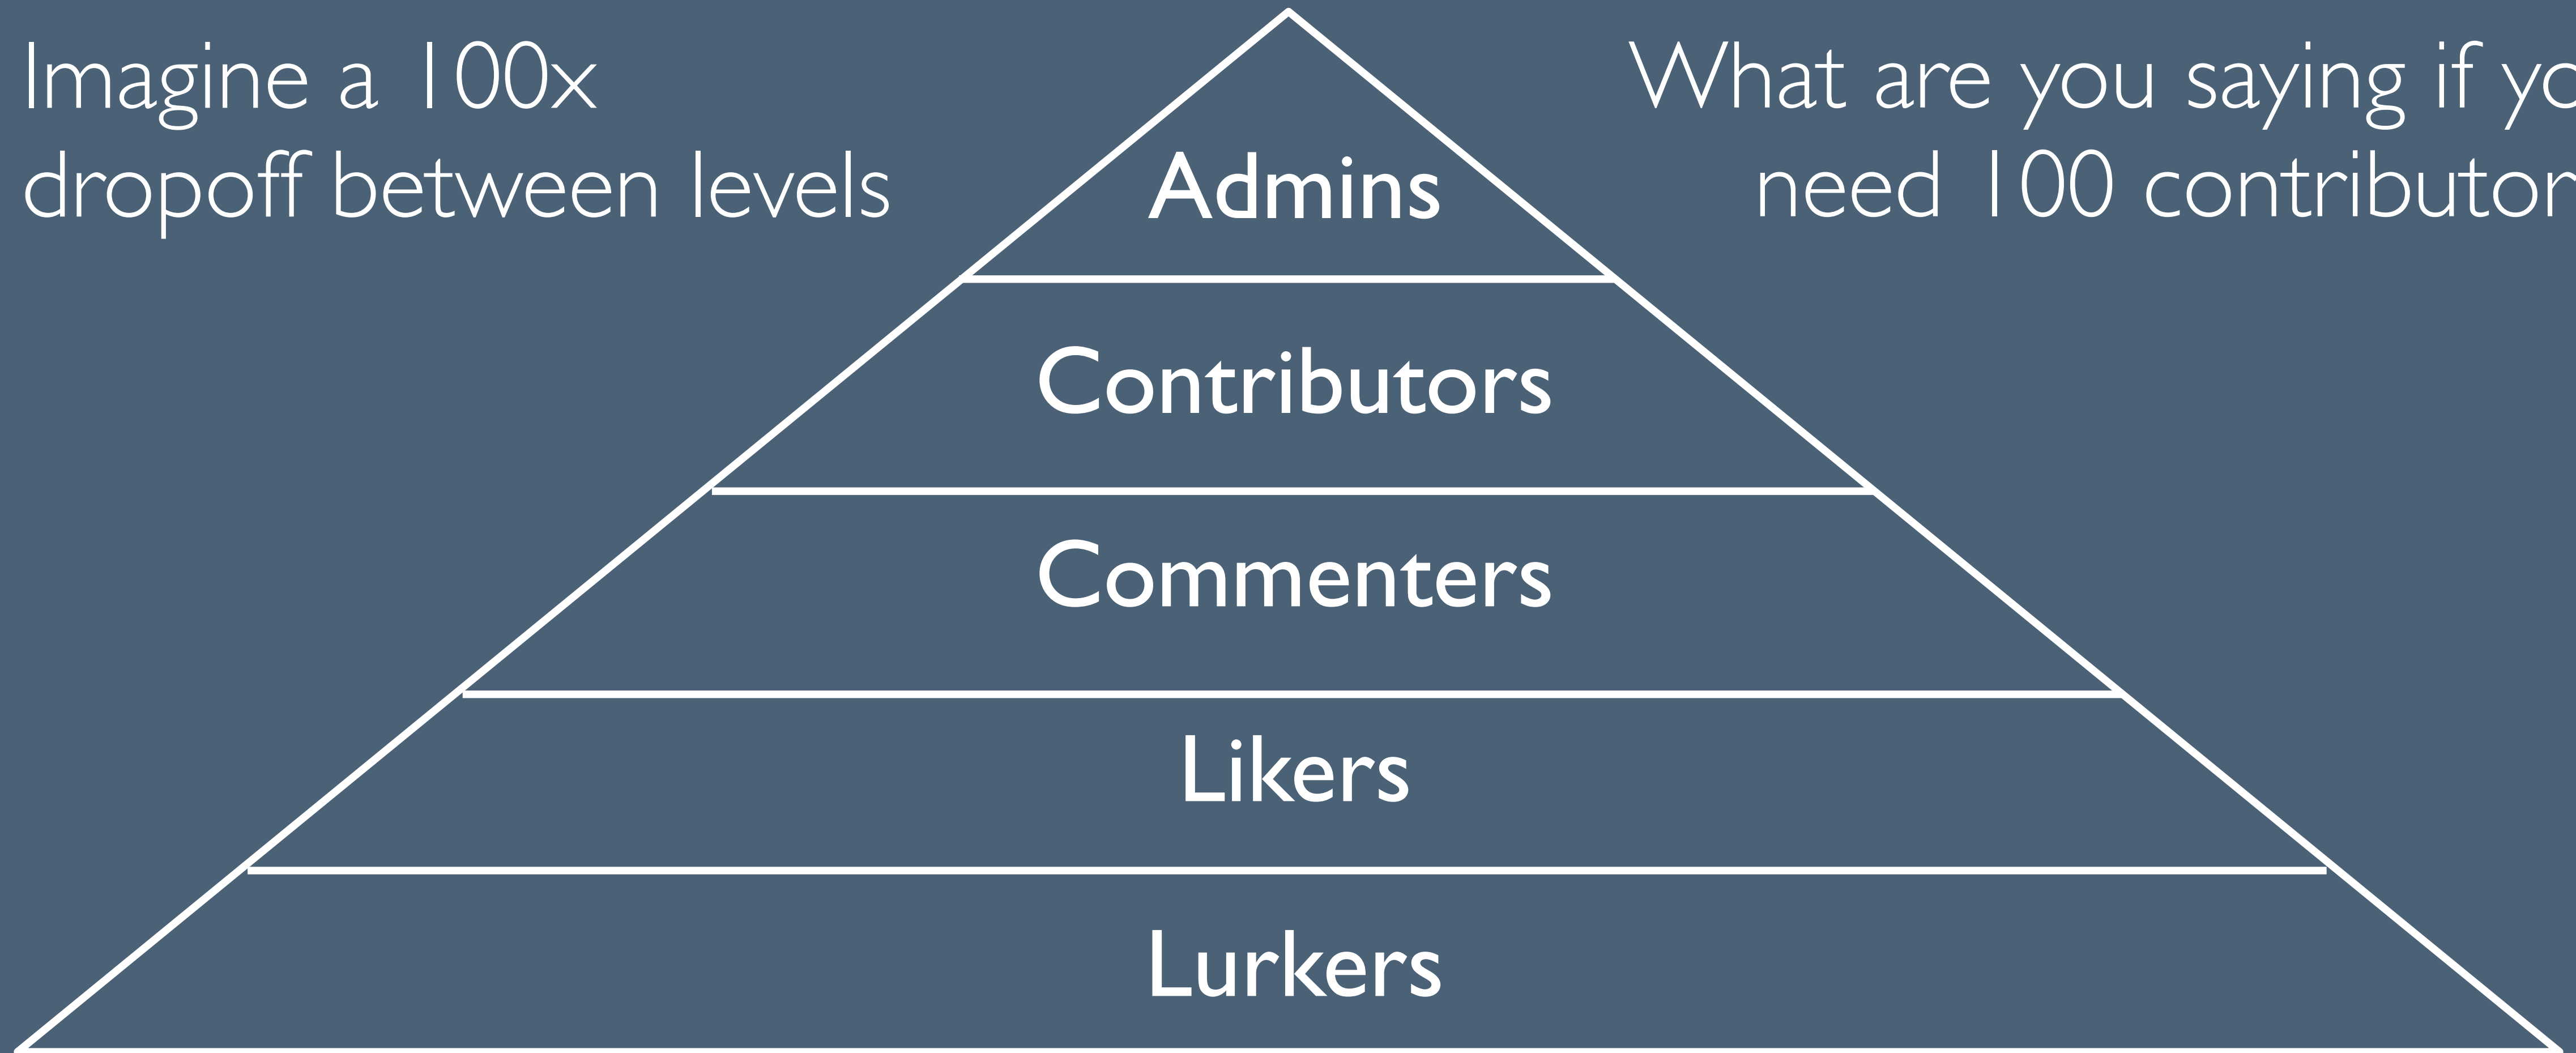 Imagine a 100x
dropoff between levels
What are you saying if yo
need 100 contributor
Admins
Contributors
Commenters
Likers
Lurkers